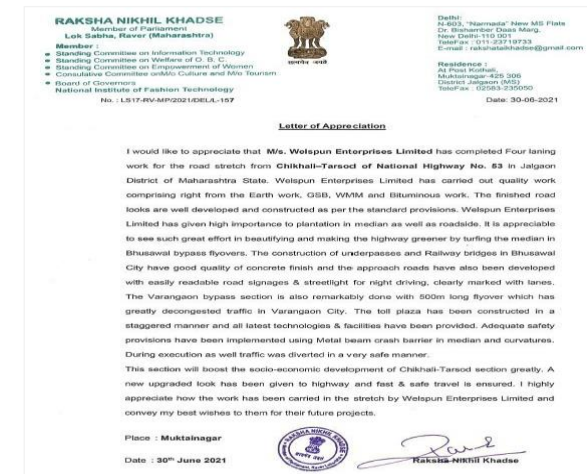 RAKSHA NIKHIL KHADSE
Member of Parliament
Lok Sabha, Raver (Maharashtra)
Member :
Standing Committee on Information Technology
Standing Committee on Welfare of O. B. C.
Standing Committee on Empowerment of Women
Consulative Committee onM/o Culture and M/o Tourism
Board of Governors
National Institute of Fashion Technology
No. : LS17-RV-MP/2021/DEL/L-157
सत्यमेव जयते
Delhi:
N-603, "Narmada" New MS Flats
Dr. Bishamber Daas Marg,
New Delhi-110 001
TeleFax : 011-23719733
E-mail : rakshataikhadse@gmail.com
Residence :
At Post Kothali,
Muktainagar-425 306
District Jalgaon (MS)
TeleFax : 02583-235050
Date: 30-06-2021
Letter of Appreciation
I would like to appreciate that M/s. Welspun Enterprises Limited has completed Four laning
work for the road stretch from Chikhali–Tarsod of National Highway No. 53 in Jalgaon
District of Maharashtra State. Welspun Enterprises Limited has carried out quality work
comprising right from the Earth work, GSB, WMM and Bituminous work. The finished road
looks are well developed and constructed as per the standard provisions. Welspun Enterprises
Limited has given high importance to plantation in median as well as roadside. It is appreciable
to see such great effort in beautifying and making the highway greener by turfing the median in
Bhusawal bypass flyovers. The construction of underpasses and Railway bridges in Bhusawal
City have good quality of concrete finish and the approach roads have also been developed
with easily readable road signages & streetlight for night driving, clearly marked with lanes.
The Varangaon bypass section is also remarkably done with 500m long flyover which has
greatly decongested traffic in Varangaon City. The toll plaza has been constructed in a
staggered manner and all latest technologies & facilities have been provided. Adequate safety
provisions have been implemented using Metal beam crash barrier in median and curvatures.
During execution as well traffic was diverted in a very safe manner.
This section will boost the socio-economic development of Chikhali-Tarsod section greatly. A
new upgraded look has been given to highway and fast & safe travel is ensured. I highly
appreciate how the work has been carried in the stretch by Welspun Enterprises Limited and
convey my best wishes to them for their future projects.
Place : Muktainagar
Date : 30th June 2021
RAKSHA NIKHIL
Raksha Nikhil Khadse